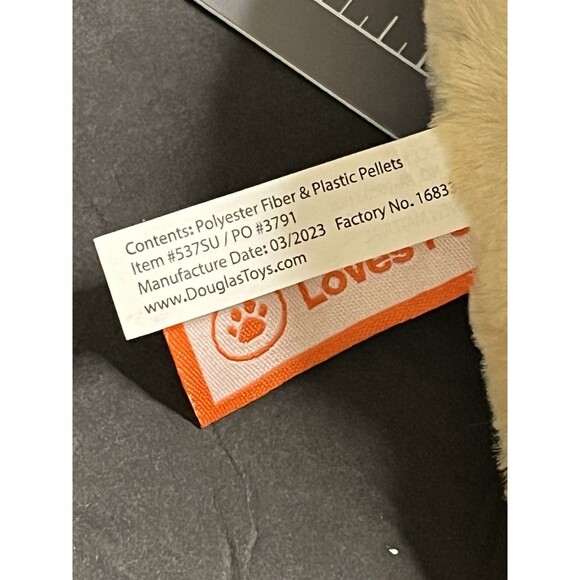 Contents: Polyester Fiber & Plastic Pellets
Item #537SU / PO #3791
Manufacture Date: 03/2023 Factory No. 1683
www.DouglasToys.com
Loves